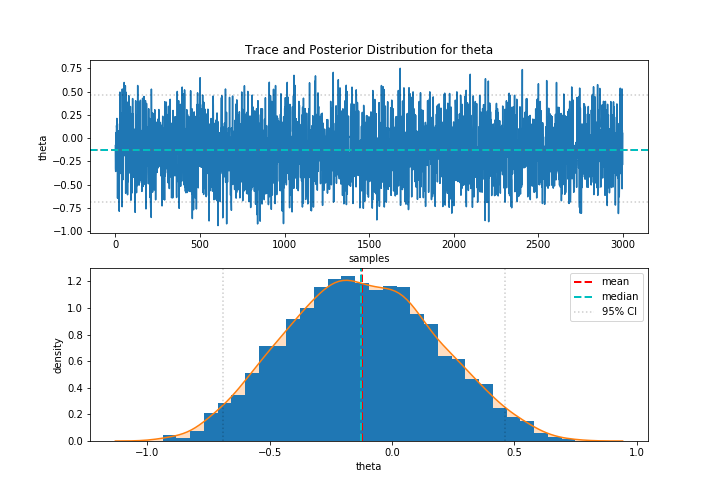 Trace and Posterior Distribution for theta
0.75
0.50
0.25
0.00
−0.25
−0.50
−0.75
−1.00
theta
0 500 1000 1500 2000 2500 3000
samples
mean
median
95% CI
1.2
1.0
0.8
0.6
0.4
0.2
0.0
density
−1.0 −0.5 0.0 0.5 1.0
theta